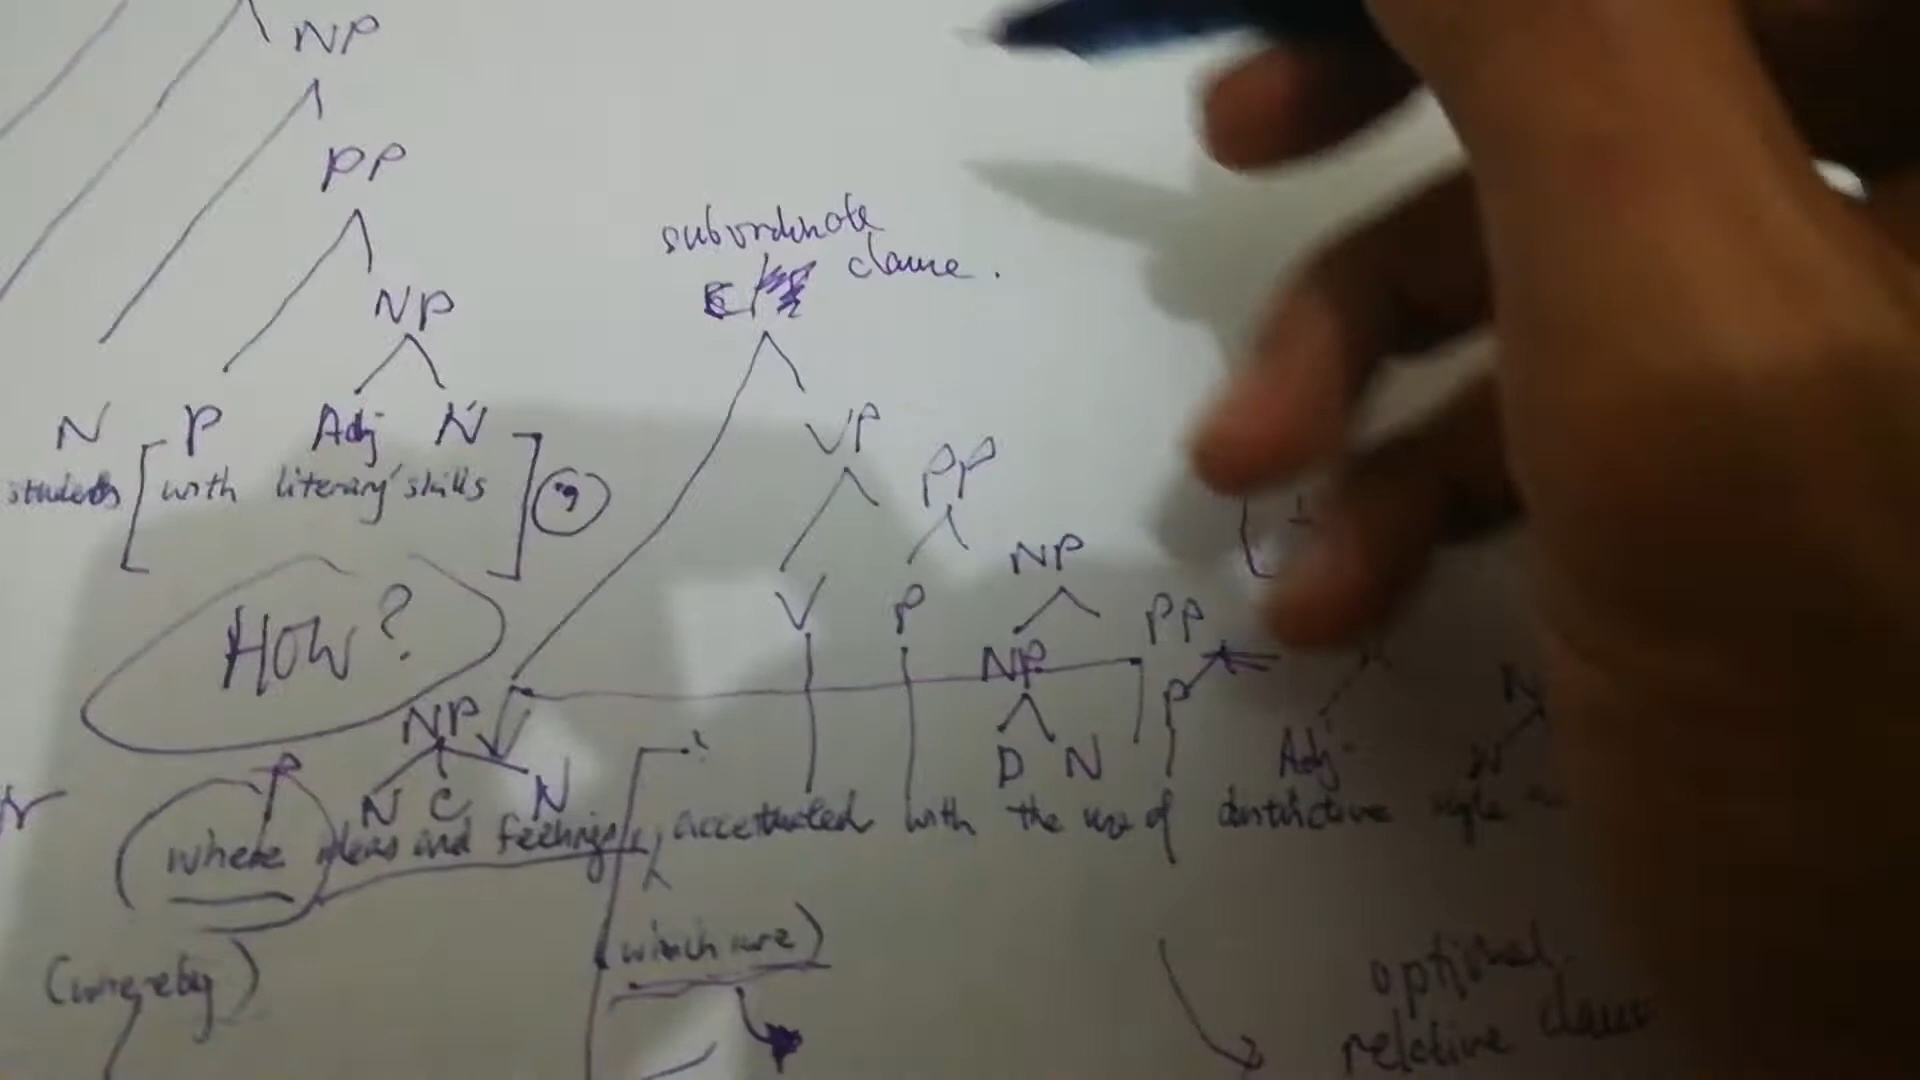 NP
PP
subordinate
clause.
NP
VP
PP
N P Adj N
students with literary skills ?
NP
V P
PP
How?
NP P
NP
D N Adj N
P N C N
where ideas and feelings, accentuated with the use of distinctive style
(which are)
(whereby)
optional
relative clause